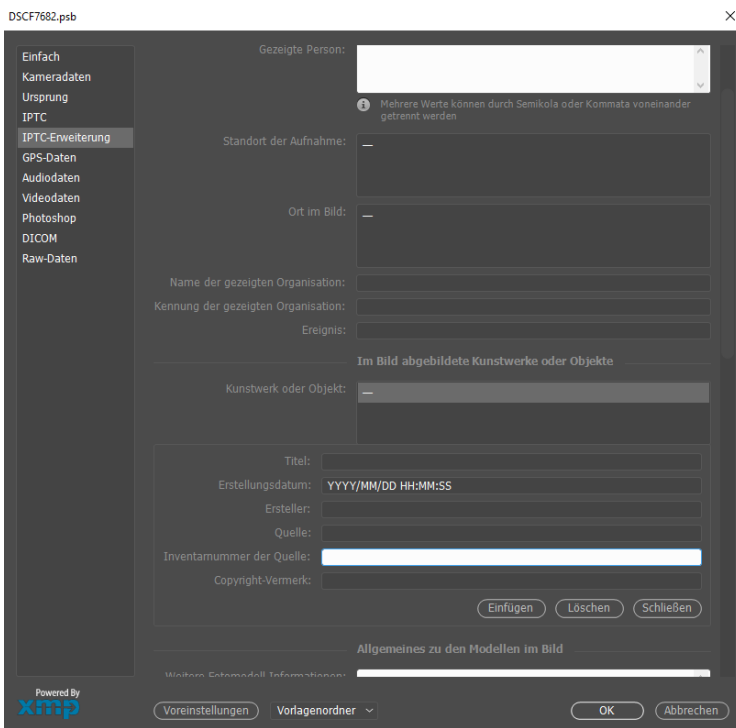 DSCF7682.psb
Einfach
Kameradaten
Ursprung
IPTC
IPTC-Erweiterung
GPS-Daten
Audiodaten
Videodaten
Photoshop
DICOM
Raw-Daten
Gezeigte Person:
Mehrere Werte können durch Semikola oder Kommata voneinander
getrennt werden
Standort der Aufnahme: —
Ort im Bild: —
Name der gezeigten Organisation:
Kennung der gezeigten Organisation:
Ereignis:
Im Bild abgebildete Kunstwerke oder Objekte
Kunstwerk oder Objekt: —
Titel:
Erstellungsdatum: YYYY/MM/DD HH:MM:SS
Ersteller:
Quelle:
Inventarnummer der Quelle:
Copyright-Vermerk:
Einfügen Löschen Schließen
Allgemeines zu den Modellen im Bild
Weitere Fotomodell Informationen:
Powered By
xmp
Voreinstellungen Vorlagenordner OK Abbrechen